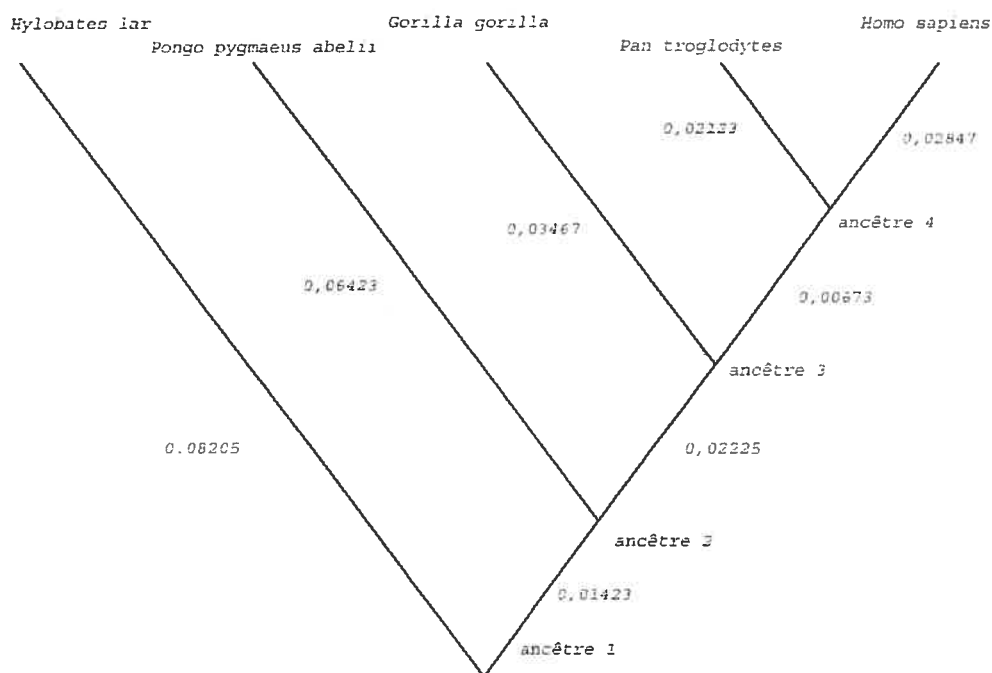 Hylobates lar
Pongo pygmaeus abelii
Gorilla gorilla
Pan troglodytes
Homo sapiens
0,02123
0,02847
ancêtre 4
0,03467
0,06423
0,00673
ancêtre 3
0.08205
0,02225
ancêtre
0,01423
ancêtre 1